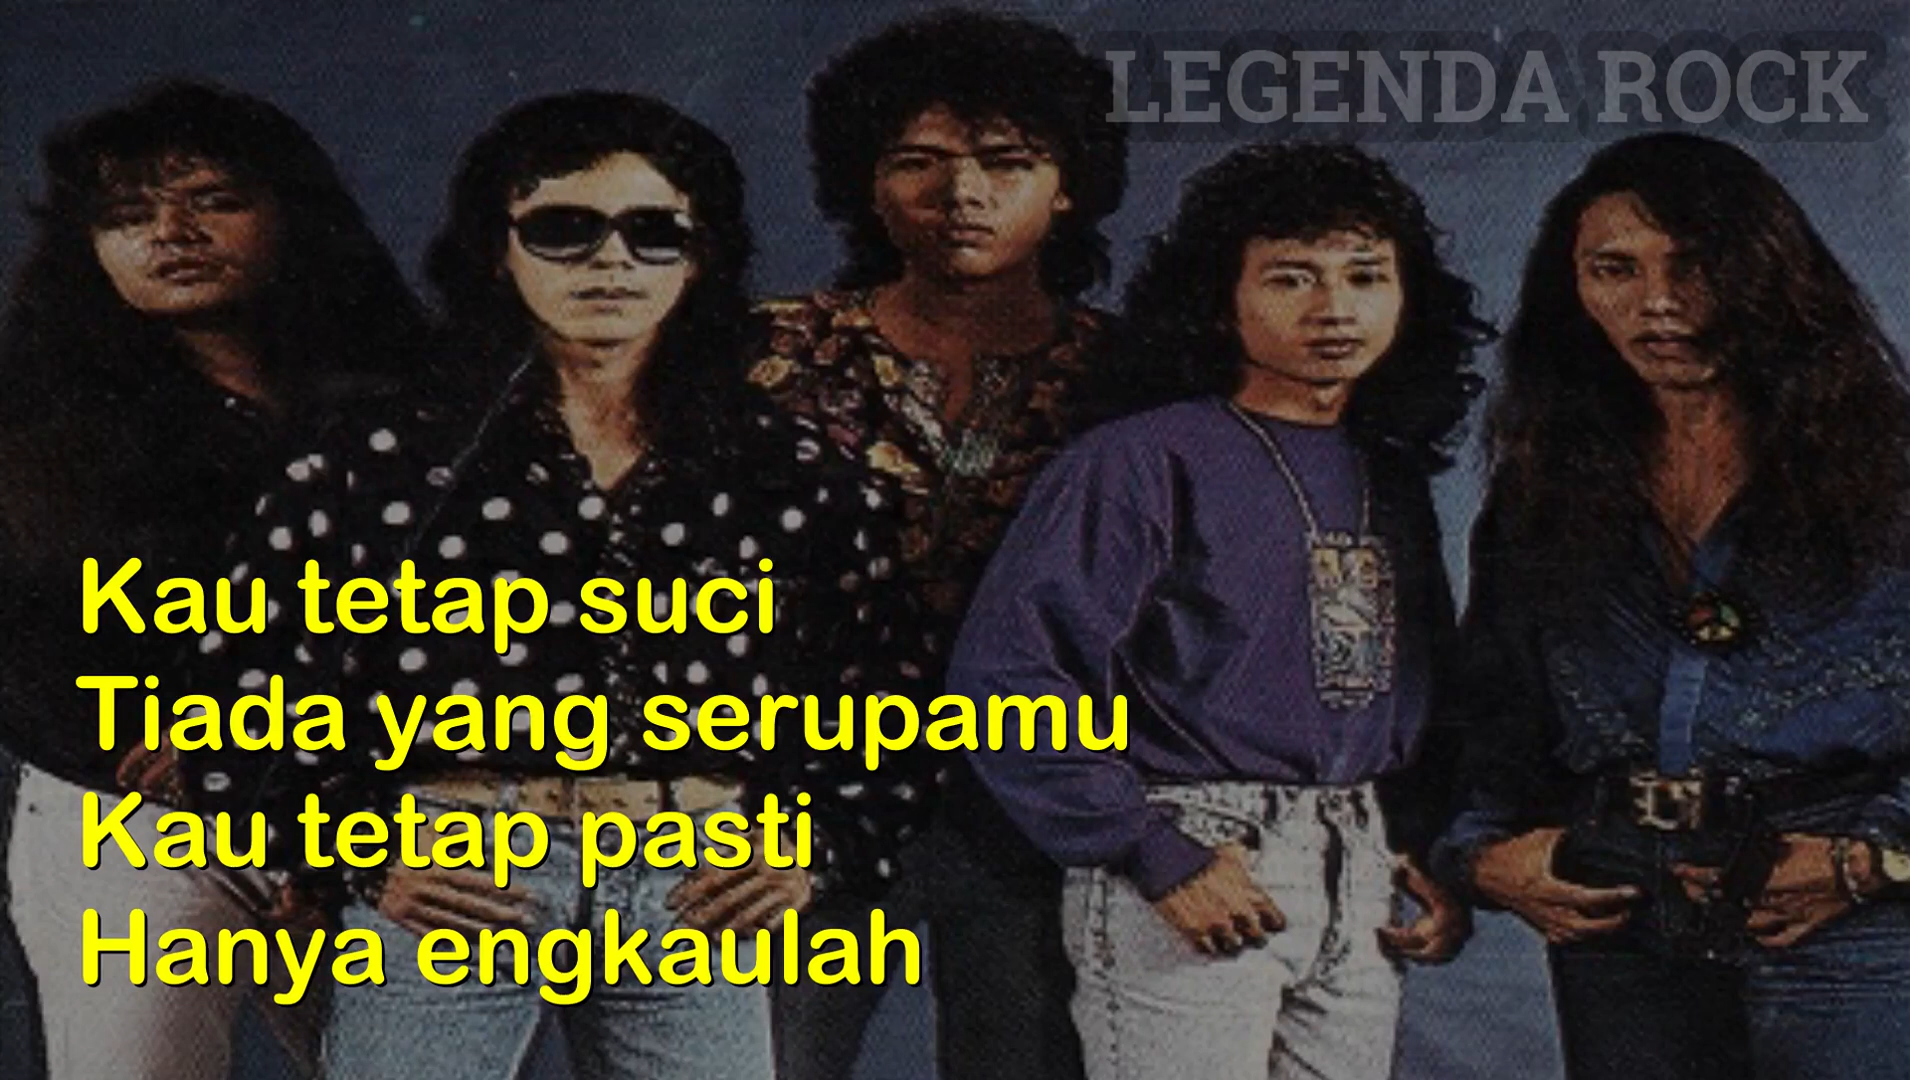 LEGENDA ROCK
Kau tetap suci
Tiada yang serupamu
Kau tetap pasti
Hanya engkaulah